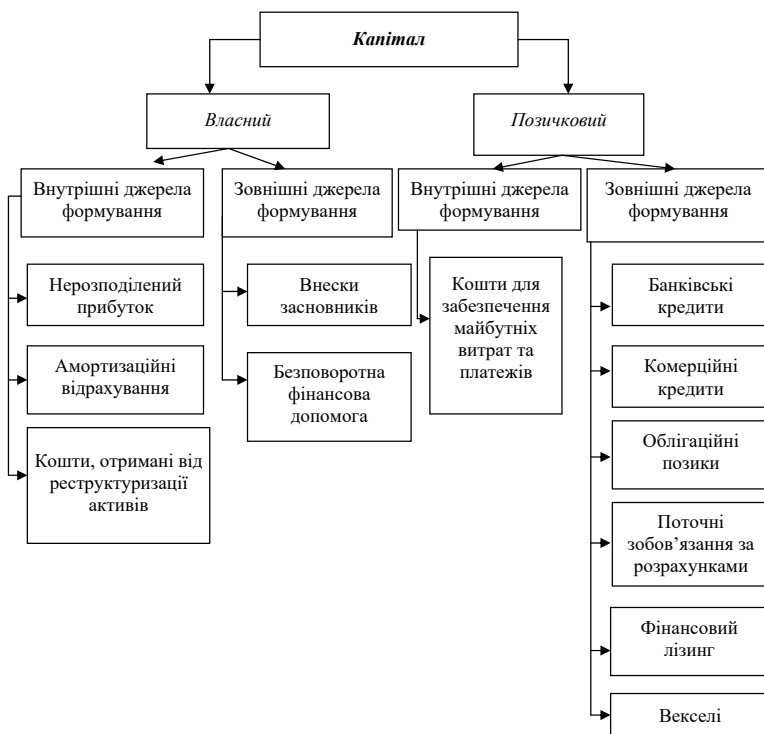 Капітал
Власний
Позичковий
Внутрішні джерела
формування
Зовнішні джерела
формування
Внутрішні джерела
формування
Зовнішні джерела
формування
Нерозподілений
прибуток
Амортизаційні
відрахування
Кошти, отримані від
реструктуризації
активів
Внески
засновників
Безповоротна
фінансова
допомога
Кошти для
забезпечення
майбутніх
витрат та
платежів
Банківські
кредити
Комерційні
кредити
Облігаційні
позики
Поточні
зобов’язання за
розрахунками
Фінансовий
лізинг
Векселі